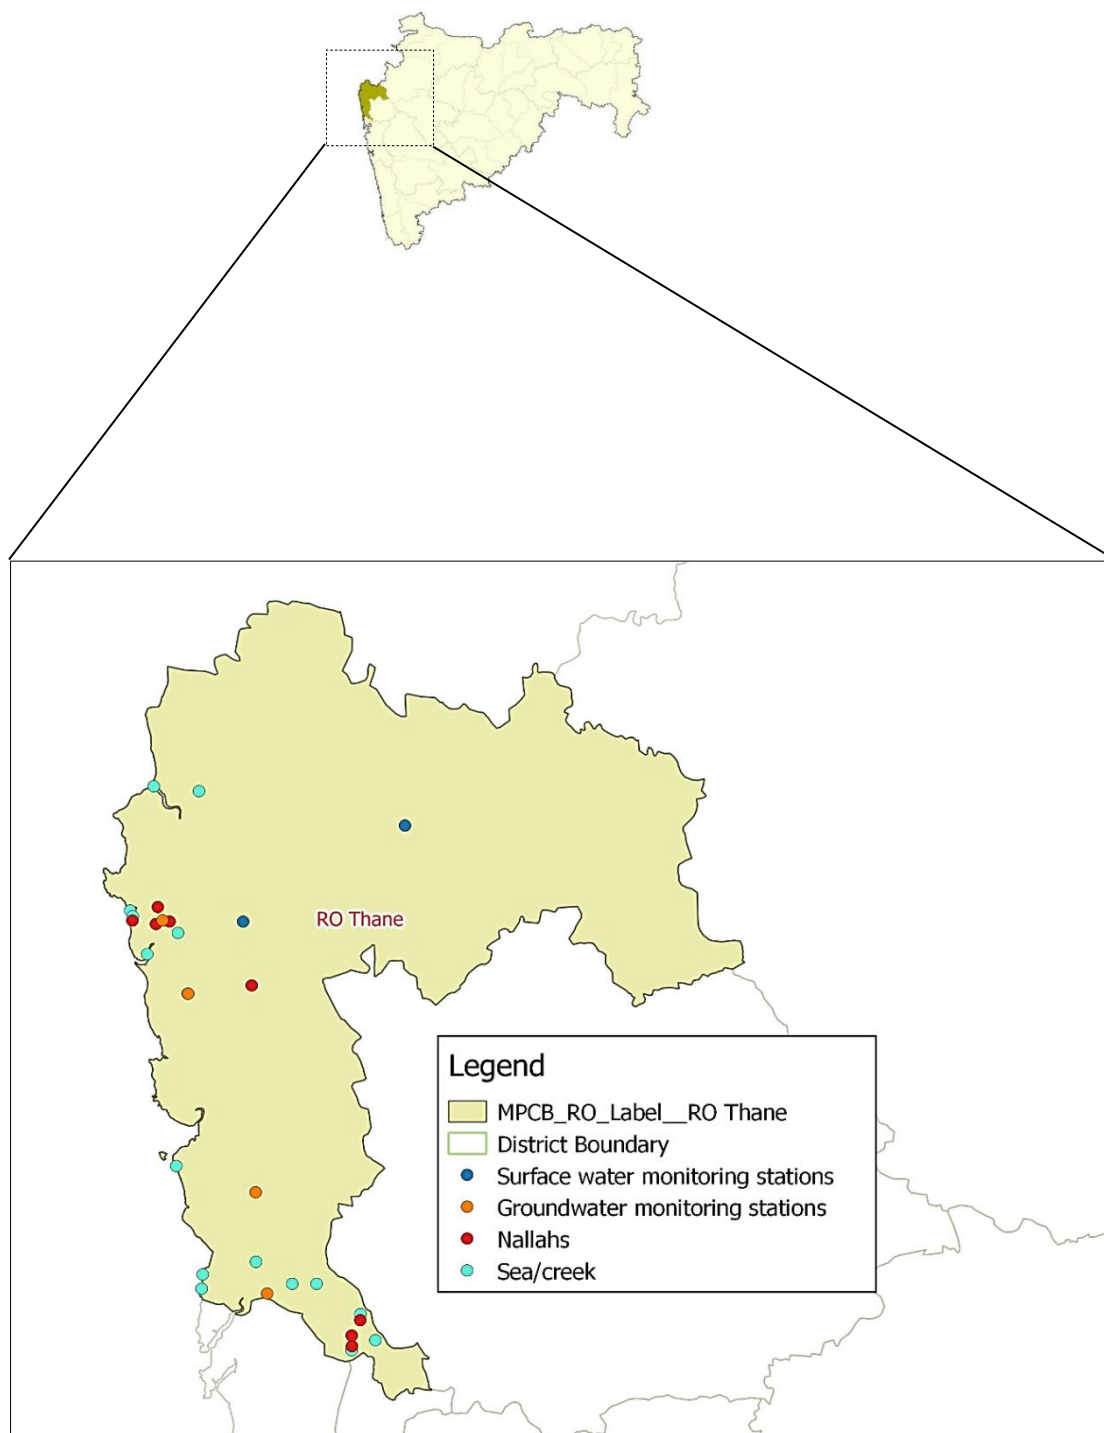 RO Thane
Legend
MPCB_RO_Label__RO Thane
District Boundary
Surface water monitoring stations
Groundwater monitoring stations
Nallahs
Sea/creek